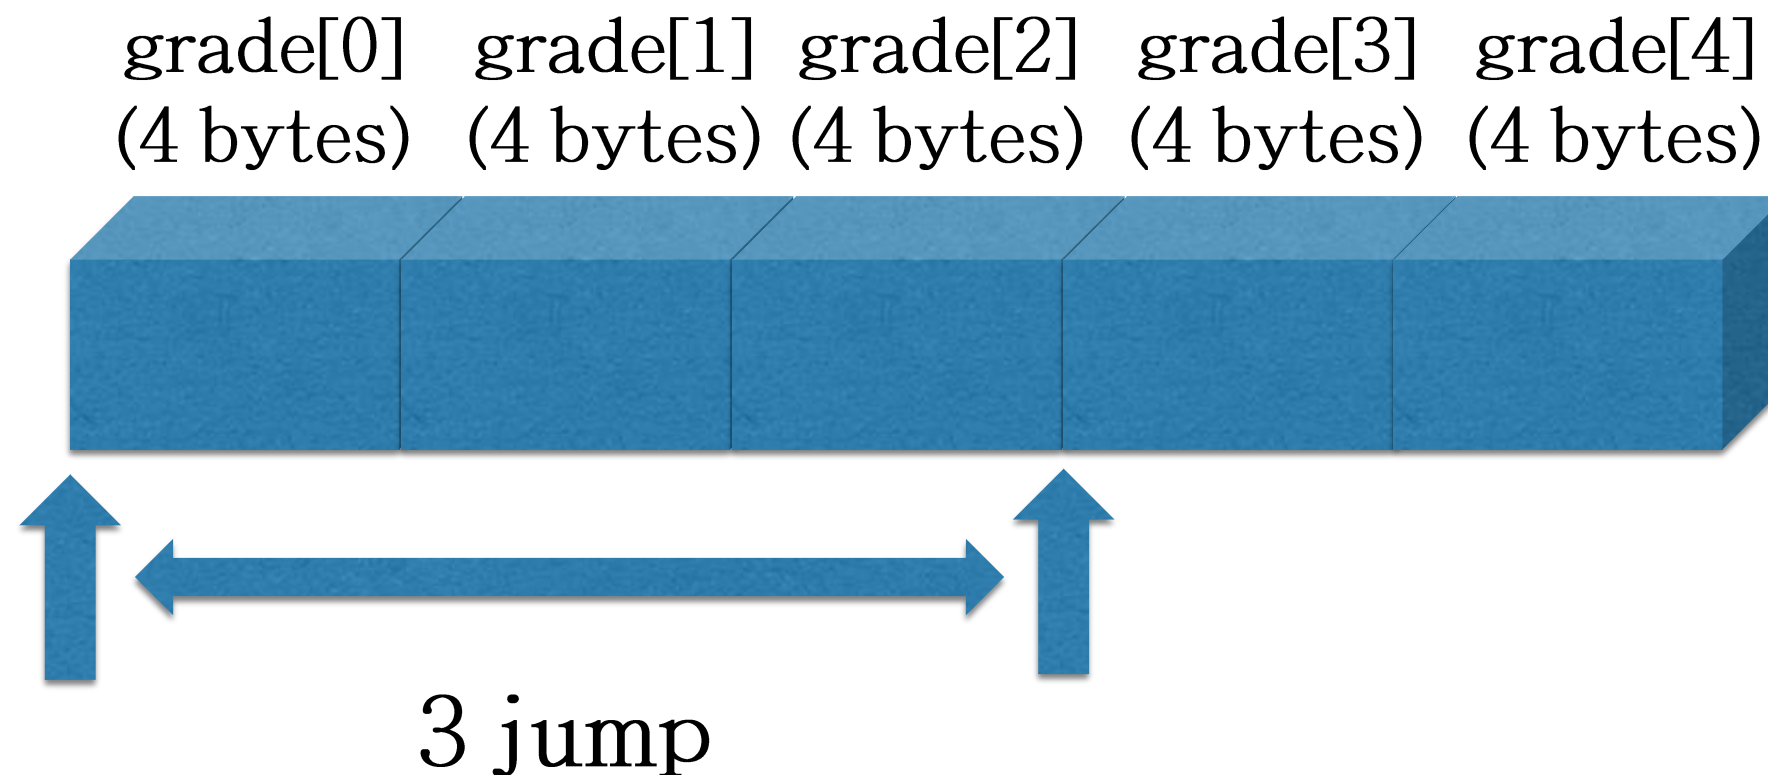 grade[0] grade[1] grade[2] grade[3] grade[4]
(4 bytes) (4 bytes) (4 bytes) (4 bytes) (4 bytes)
3 jump